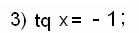 3) tq x = - 1 ;